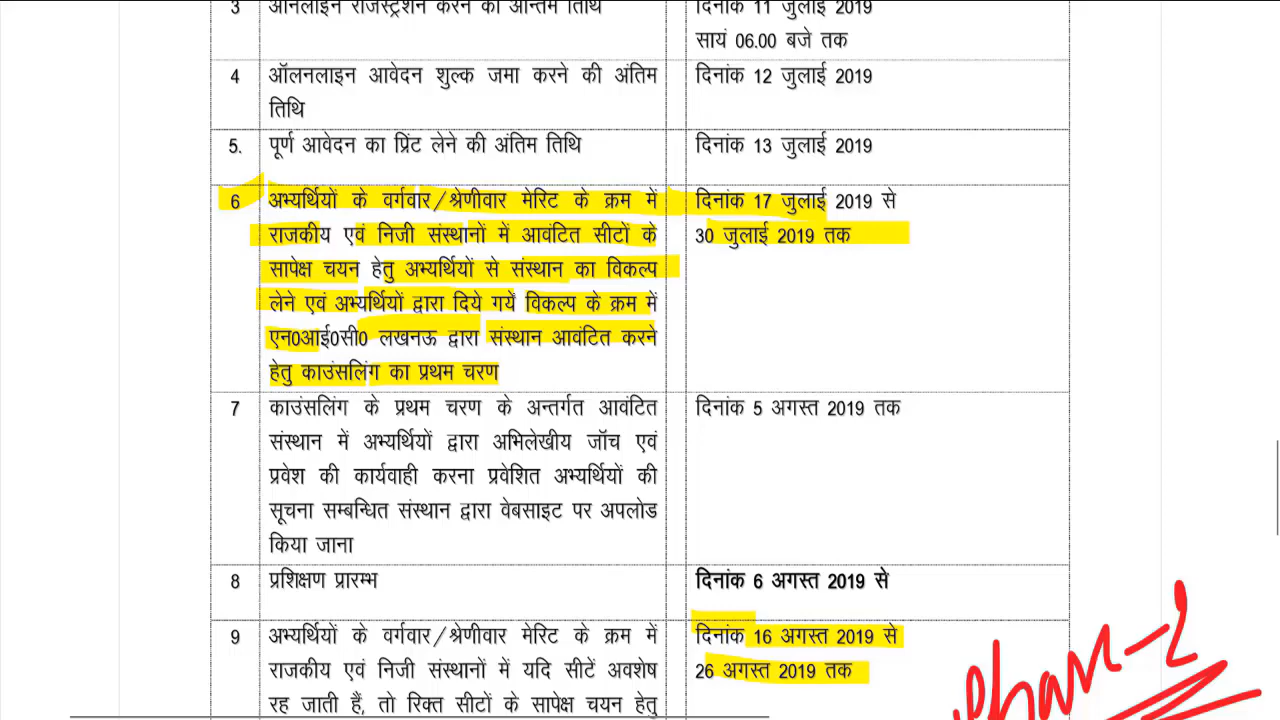 3 ऑनलाइन राजस्ट्रेशन करने की अन्तिम तिथि दिनांक 11 जुलाई 2019
सायं 06.00 बजे तक
4 ऑलनलाइन आवेदन शुल्क जमा करने की अंतिम दिनांक 12 जुलाई 2019
तिथि
5. पूर्ण आवेदन का प्रिंट लेने की अंतिम तिथि दिनांक 13 जुलाई 2019
6 अभ्यर्थियों के वर्गवार/श्रेणीवार मेरिट के क्रम में दिनांक 17 जुलाई 2019 से
राजकीय एवं निजी संस्थानों में आवंटित सीटों के 30 जुलाई 2019 तक
सापेक्ष चयन हेतु अभ्यर्थियों से संस्थान का विकल्प
लेने एवं अभ्यर्थियों द्वारा दिये गयें विकल्प के क्रम में
एन0आई0सी0 लखनऊ द्वारा संस्थान आवंटित करने
हेतु काउंसलिंग का प्रथम चरण
7 काउंसलिंग के प्रथम चरण के अन्तर्गत आवंटित दिनांक 5 अगस्त 2019 तक
संस्थान में अभ्यर्थियों द्वारा अभिलेखीय जॉच एवं
प्रवेश की कार्यवाही करना प्रवेशित अभ्यर्थियों की
सूचना सम्बन्धित संस्थान द्वारा वेबसाइट पर अपलोड
किया जाना
8 प्रशिक्षण प्रारम्भ दिनांक 6 अगस्त 2019 से
9 अभ्यर्थियों के वर्गवार/श्रेणीवार मेरिट के क्रम में दिनांक 16 अगस्त 2019 से
राजकीय एवं निजी संस्थानों में यदि सीटें अवशेष 26 अगस्त 2019 तक
रह जाती हैं, तो रिक्त सीटों के सापेक्ष चयन हेतु